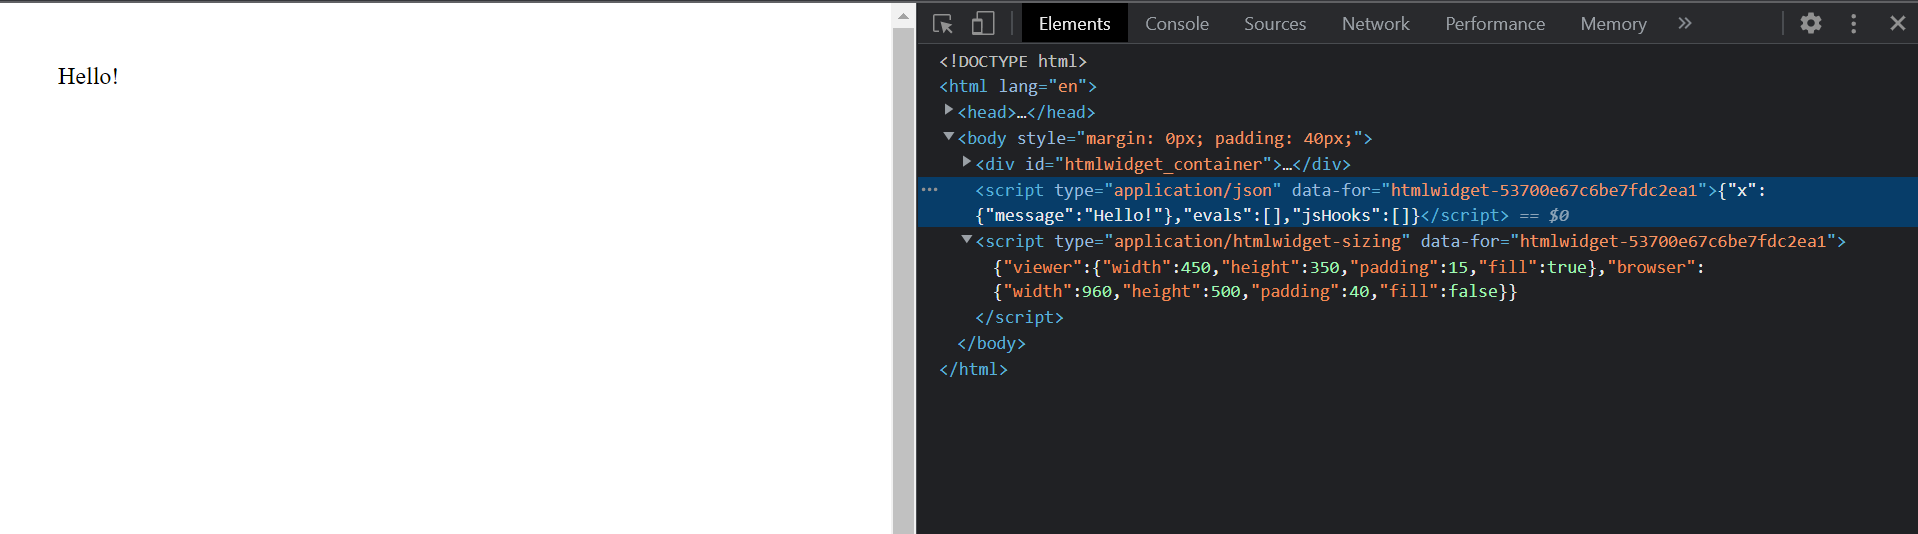 Hello!
Elements Console Sources Network Performance Memory »
<!DOCTYPE html>
<html lang="en">
<head>…</head>
<body style="margin: 0px; padding: 40px;">
<div id="htmlwidget_container">…</div>
<script type="application/json" data-for="htmlwidget-53700e67c6be7fdc2ea1">{"x":
{"message":"Hello!"},"evals":[],"jsHooks":[]}</script> == $0
<script type="application/htmlwidget-sizing" data-for="htmlwidget-53700e67c6be7fdc2ea1">
{"viewer":{"width":450,"height":350,"padding":15,"fill":true},"browser":
{"width":960,"height":500,"padding":40,"fill":false}}
</script>
</body>
</html>